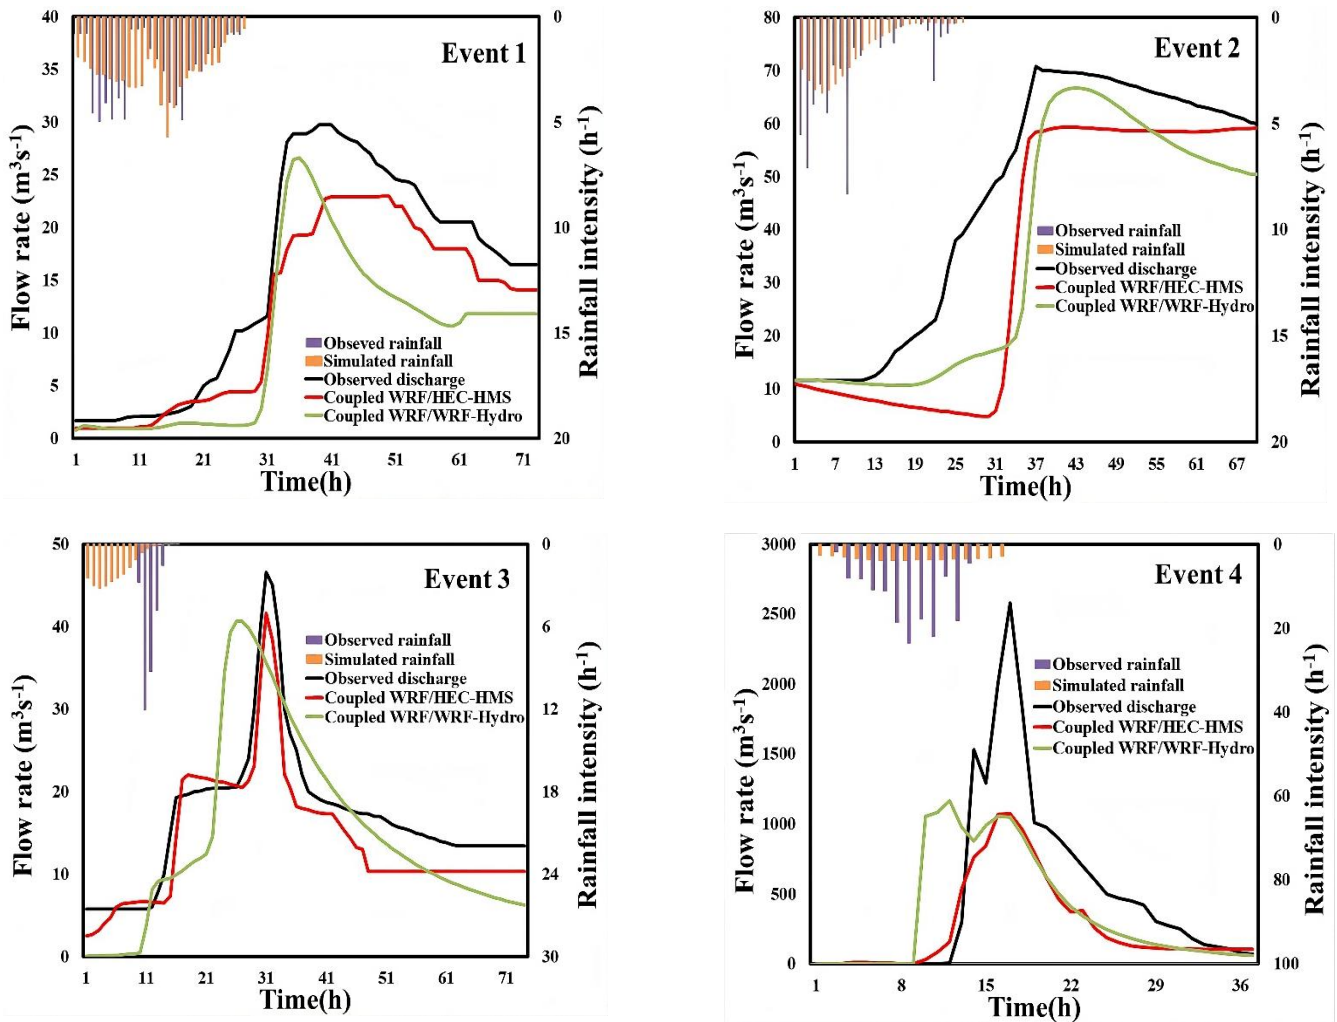 Event 1
Flow rate (m³s⁻¹)
40
35
30
25
20
15
10
5
0
0
5
10
15
20
Rainfall intensity (h⁻¹)
Obseved rainfall
Simulated rainfall
Observed discharge
Coupled WRF/HEC-HMS
Coupled WRF/WRF-Hydro
1 11 21 31 41 51 61 71
Time(h)
Event 2
Flow rate (m³s⁻¹)
80
70
60
50
40
30
20
10
0
0
5
10
15
20
Rainfall intensity (h⁻¹)
Observed rainfall
Simulated rainfall
Observed discharge
Coupled WRF/HEC-HMS
Coupled WRF/WRF-Hydro
1 7 13 19 25 31 37 43 49 55 61 67
Time(h)
Event 3
Flow rate (m³s⁻¹)
50
40
30
20
10
0
0
6
12
18
24
30
Rainfall intensity (h⁻¹)
Observed rainfall
Simulated rainfall
Observed discharge
Coupled WRF/HEC-HMS
Coupled WRF/WRF-Hydro
1 11 21 31 41 51 61 71
Time(h)
Event 4
Flow rate (m³s⁻¹)
3000
2500
2000
1500
1000
500
0
0
20
40
60
80
100
Rainfall intensity (h⁻¹)
Observed rainfall
Simulated rainfall
Observed discharge
Coupled WRF/HEC-HMS
Coupled WRF/WRF-Hydro
1 8 15 22 29 36
Time(h)